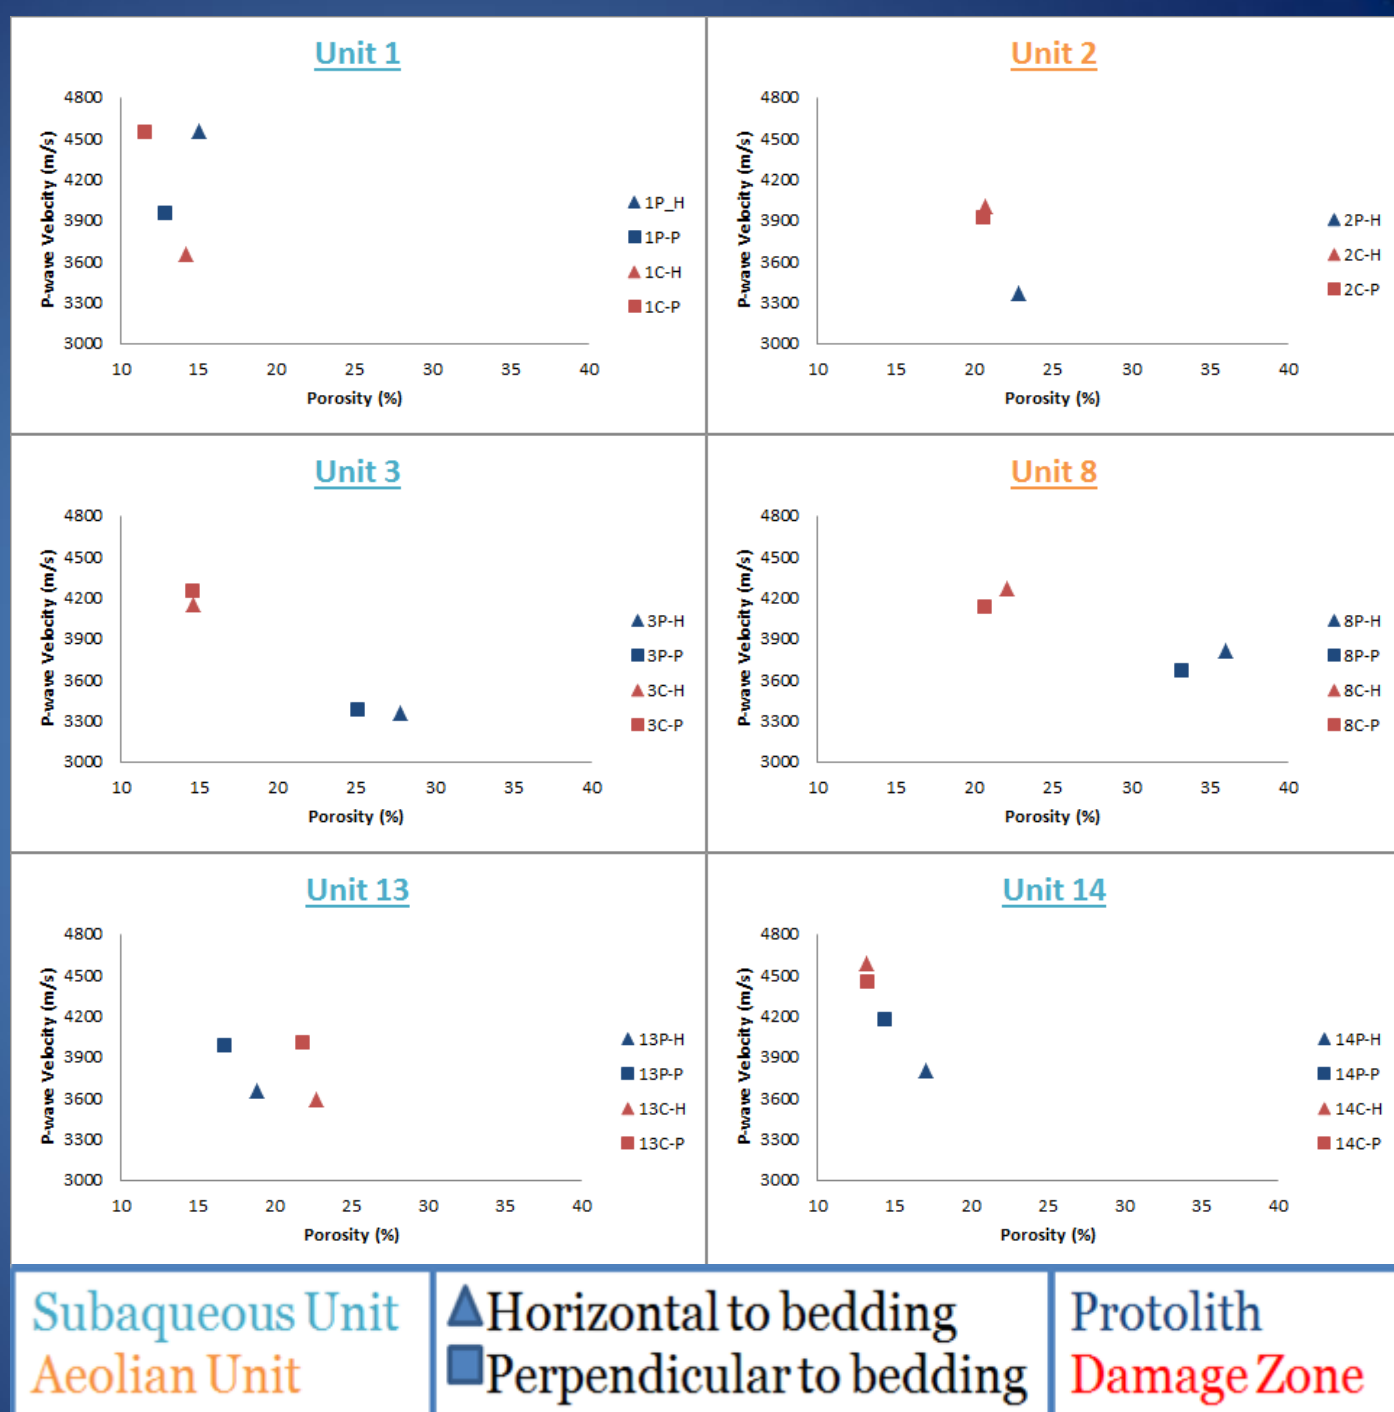 Unit 1
4800
4500
4200
3900
3600
3300
3000
P-wave Velocity (m/s)
10 15 20 25 30 35 40
Porosity (%)
1P_H
1P-P
1C-H
1C-P
Unit 2
4800
4500
4200
3900
3600
3300
3000
P-wave Velocity (m/s)
10 15 20 25 30 35 40
Porosity (%)
2P-H
2C-H
2C-P
Unit 3
4800
4500
4200
3900
3600
3300
3000
P-wave Velocity (m/s)
10 15 20 25 30 35 40
Porosity (%)
3P-H
3P-P
3C-H
3C-P
Unit 8
4800
4500
4200
3900
3600
3300
3000
P-wave Velocity (m/s)
10 15 20 25 30 35 40
Porosity (%)
8P-H
8P-P
8C-H
8C-P
Unit 13
4800
4500
4200
3900
3600
3300
3000
P-wave Velocity (m/s)
10 15 20 25 30 35 40
Porosity (%)
13P-H
13P-P
13C-H
13C-P
Unit 14
4800
4500
4200
3900
3600
3300
3000
P-wave Velocity (m/s)
10 15 20 25 30 35 40
Porosity (%)
14P-H
14P-P
14C-H
14C-P
Subaqueous Unit
Aeolian Unit
Horizontal to bedding
Perpendicular to bedding
Protolith
Damage Zone